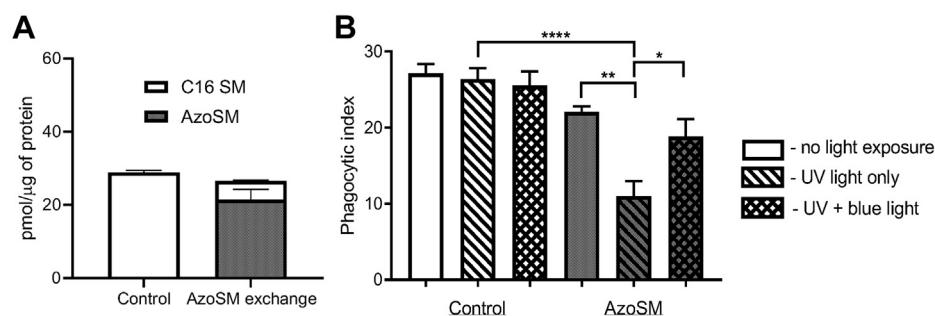 A
60
40
20
0
pmol/µg of protein
C16 SM
AzoSM
Control
AzoSM exchange
B
30
20
10
0
Phagocytic index
****
**
*
Control
AzoSM
- no light exposure
- UV light only
- UV + blue light